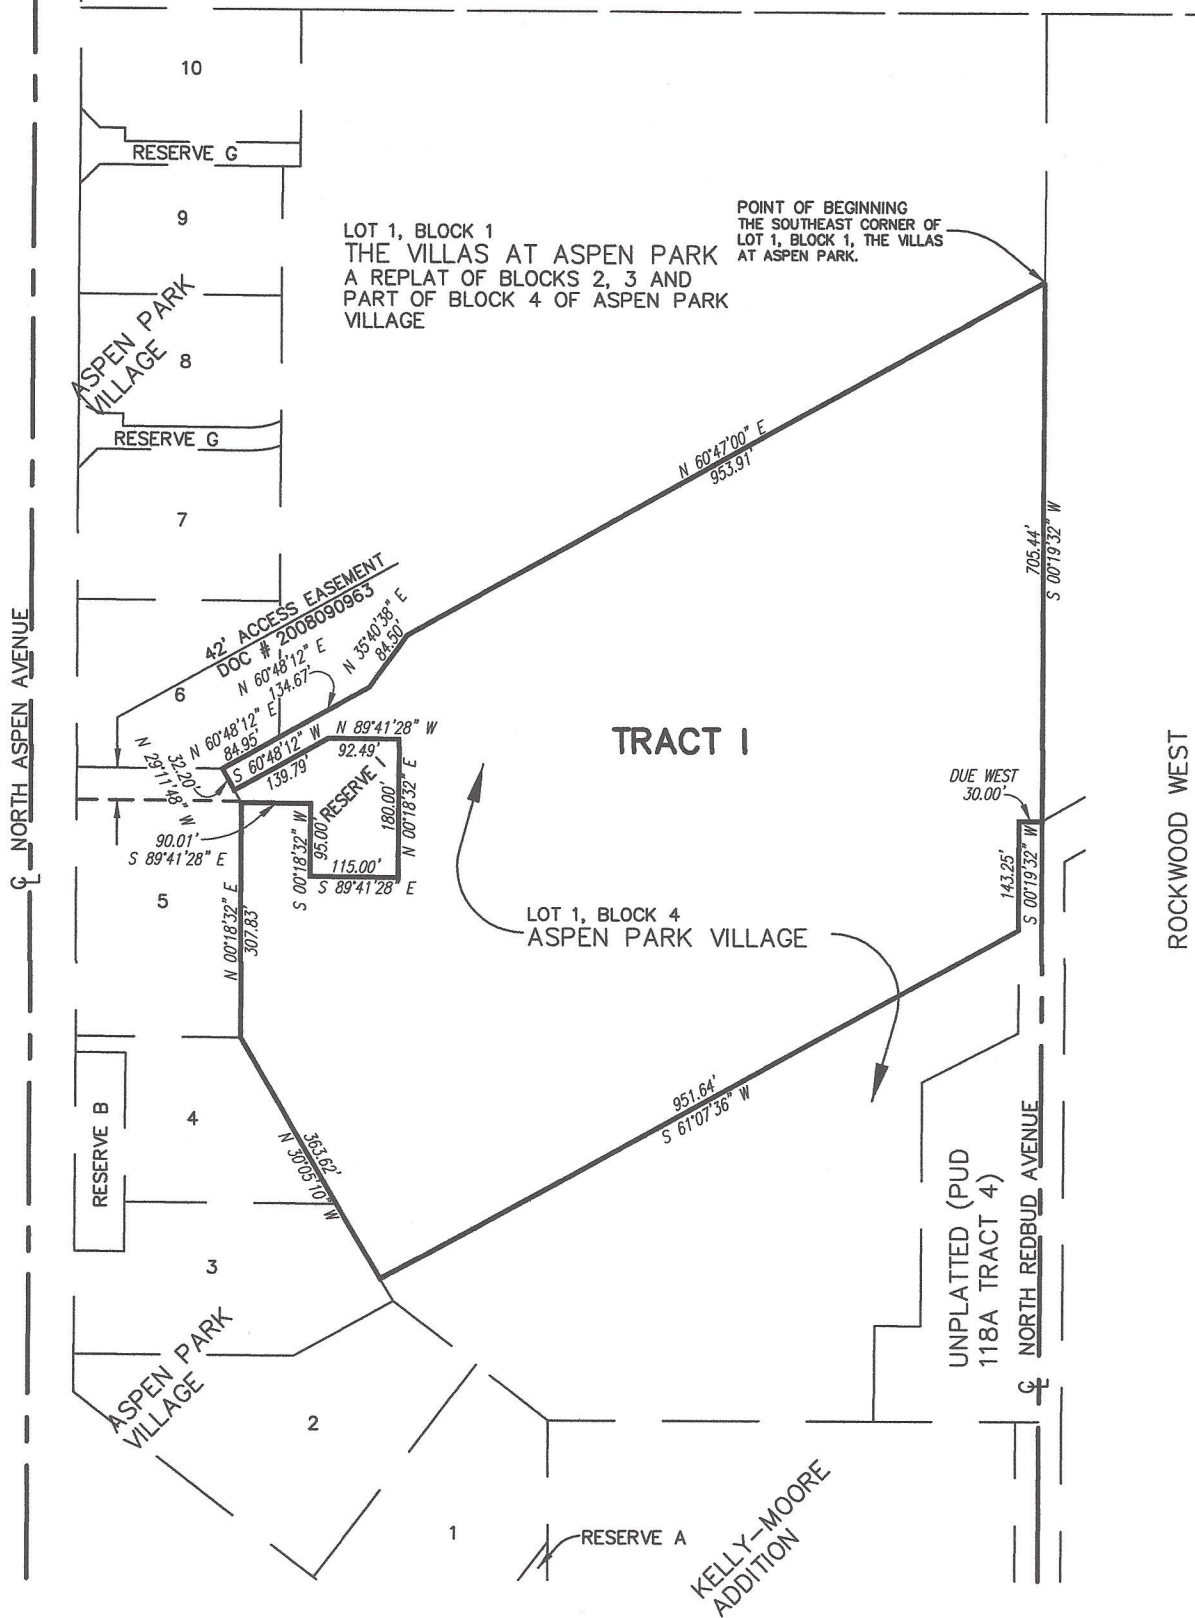 10
RESERVE G
9
LOT 1, BLOCK 1
THE VILLAS AT ASPEN PARK
A REPLAT OF BLOCKS 2, 3 AND
PART OF BLOCK 4 OF ASPEN PARK
VILLAGE
POINT OF BEGINNING
THE SOUTHEAST CORNER OF
LOT 1, BLOCK 1, THE VILLAS
AT ASPEN PARK.
ASPEN PARK
VILLAGE
8
RESERVE G
7
N 60°47'00" E
953.91'
705.44'
S 00°19'32" W
42' ACCESS EASEMENT
DOC # 2008090963
6
N 60°48'12" E
134.67'
N 35°40'38" E
84.50'
N 60°48'12" E
84.95'
N 29°11'48" W
32.20'
S 60°48'12" W
139.79'
N 89°41'28" W
92.49'
RESERVE I
180.00'
N 00°18'32" E
95.00'
S 00°18'32" W
115.00'
S 89°41'28" E
90.01'
S 89°41'28" E
TRACT I
DUE WEST
30.00'
143.25'
S 00°19'32" W
ROCKWOOD WEST
CL NORTH ASPEN AVENUE
5
N 00°18'32" E
307.83'
LOT 1, BLOCK 4
ASPEN PARK VILLAGE
RESERVE B
4
363.62'
N 30°05'10" W
951.64'
S 61°07'36" W
UNPLATTED (PUD
118A TRACT 4)
CL NORTH REDBUD AVENUE
3
ASPEN PARK
VILLAGE
2
1
RESERVE A
KELLY-MOORE
ADDITION